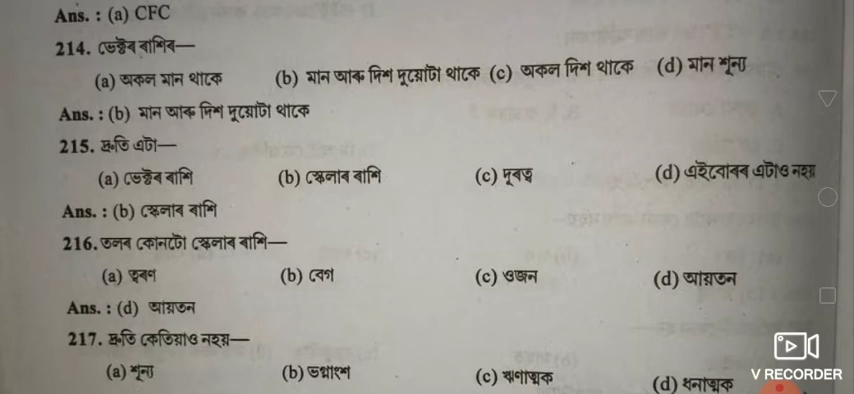 Ans. : (a) CFC
214. ভেক্টৰ ৰাশিৰ—
(a) অকল মান থাকে (b) মান আৰু দিশ দুয়োটা থাকে (c) অকল দিশ থাকে (d) মান শূন্য
Ans. : (b) মান আৰু দিশ দুয়োটা থাকে
215. দ্ৰুতি এটা—
(a) ভেক্টৰ ৰাশি (b) স্কেলাৰ ৰাশি (c) দূৰত্ব (d) এইবোৰৰ এটাও নহয়
Ans. : (b) স্কেলাৰ ৰাশি
216. তলৰ কোনটো স্কেলাৰ ৰাশি—
(a) ত্বৰণ (b) বেগ (c) ওজন (d) আয়তন
Ans. : (d) আয়তন
217. দ্ৰুতি কেতিয়াও নহয়—
(a) শূন্য (b) ভগ্নাংশ (c) ঋণাত্মক (d) ধনাত্মক
V RECORDER